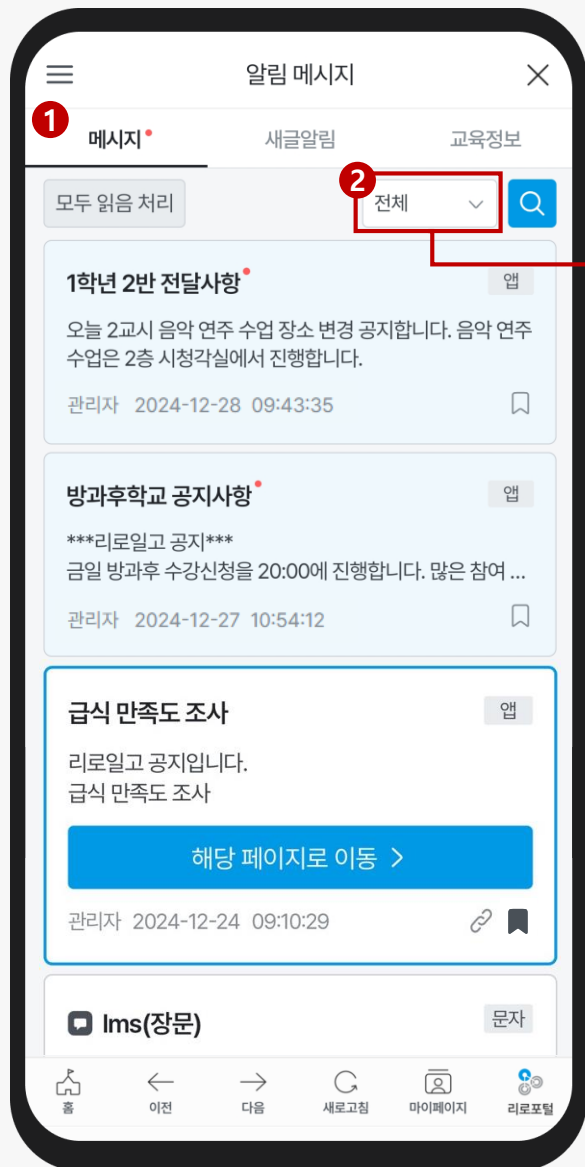 알림 메시지
1
메시지
새글알림
교육정보
모두 읽음 처리
2
전체
1학년 2반 전달사항
앱
오늘 2교시 음악 연주 수업 장소 변경 공지합니다. 음악 연주
수업은 2층 시청각실에서 진행합니다.
관리자 2024-12-28 09:43:35
방과후학교 공지사항
앱
***리로일고 공지***
금일 방과후 수강신청을 20:00에 진행합니다. 많은 참여 ...
관리자 2024-12-27 10:54:12
급식 만족도 조사
앱
리로일고 공지입니다.
급식 만족도 조사
해당 페이지로 이동 >
관리자 2024-12-24 09:10:29
lms(장문)
문자
홈
이전
다음
새로고침
마이페이지
리로포털